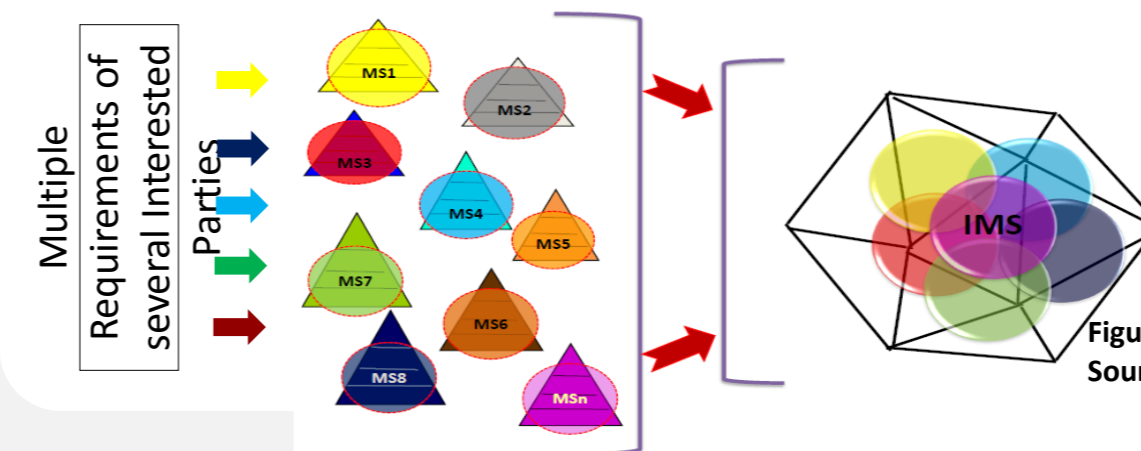 Multiple
Requirements of
several Interested
Parties
MS1
MS2
MS3
MS4
MS5
MS7
MS6
MS8
MSn
IMS
Figu
Sour